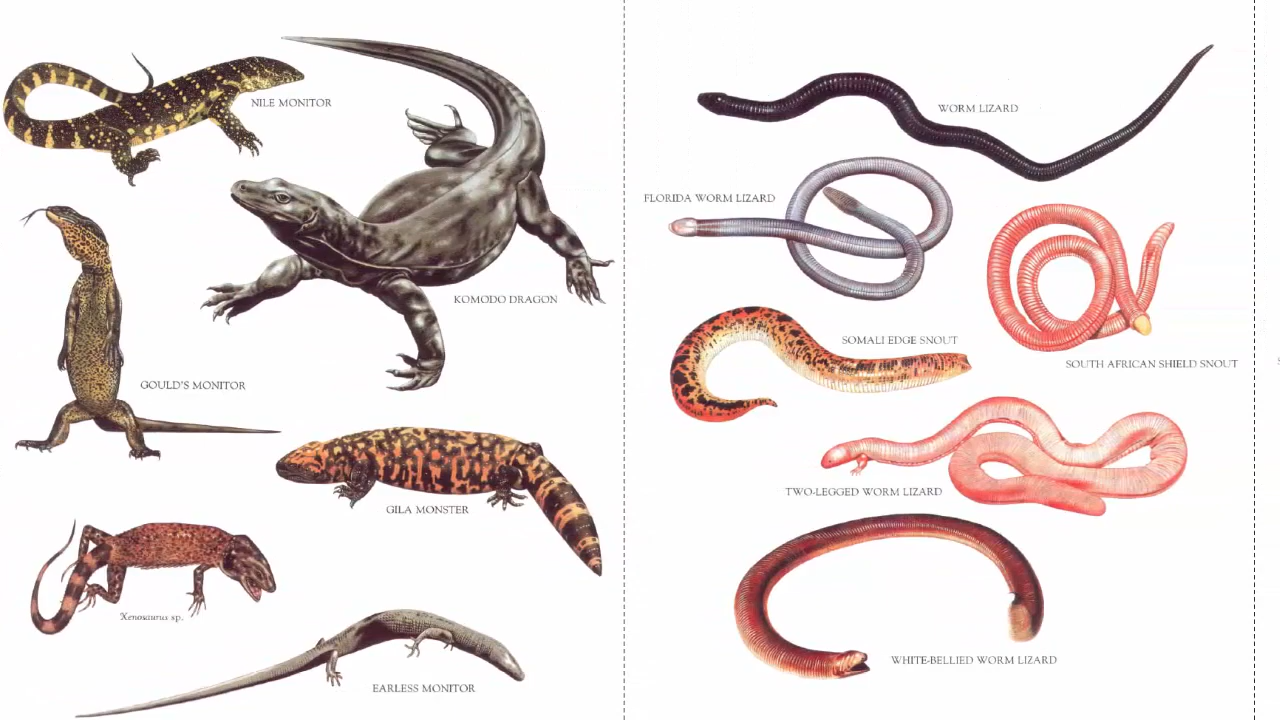 NILE MONITOR
KOMODO DRAGON
GOULD'S MONITOR
GILA MONSTER
Xenosaurus sp.
EARLESS MONITOR
WORM LIZARD
FLORIDA WORM LIZARD
SOMALI EDGE SNOUT
SOUTH AFRICAN SHIELD SNOUT
TWO-LEGGED WORM LIZARD
WHITE-BELLIED WORM LIZARD